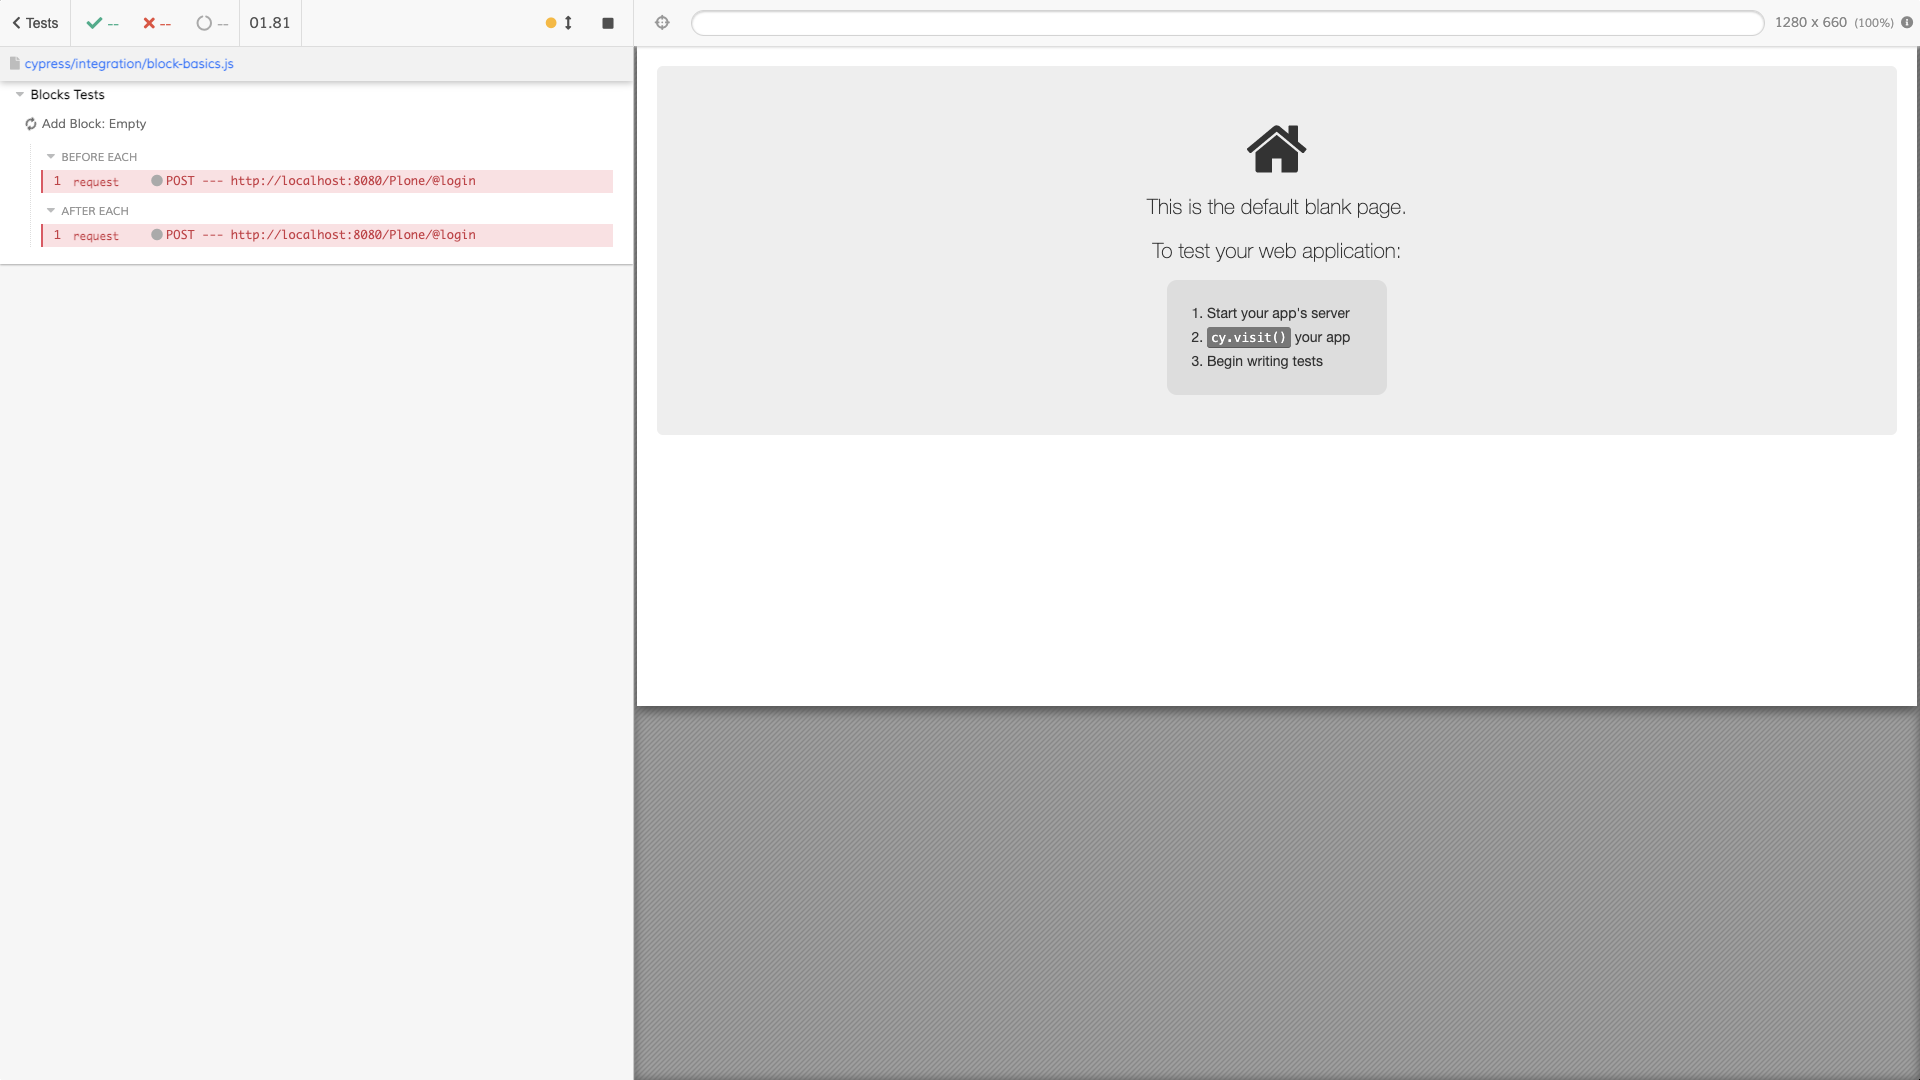 Tests -- -- -- 01.81
1280 x 660 (100%)
cypress/integration/block-basics.js
Blocks Tests
Add Block: Empty
BEFORE EACH
1 request POST --- http://localhost:8080/Plone/@login
AFTER EACH
1 request POST --- http://localhost:8080/Plone/@login
This is the default blank page.
To test your web application:
1. Start your app's server
2. cy.visit() your app
3. Begin writing tests